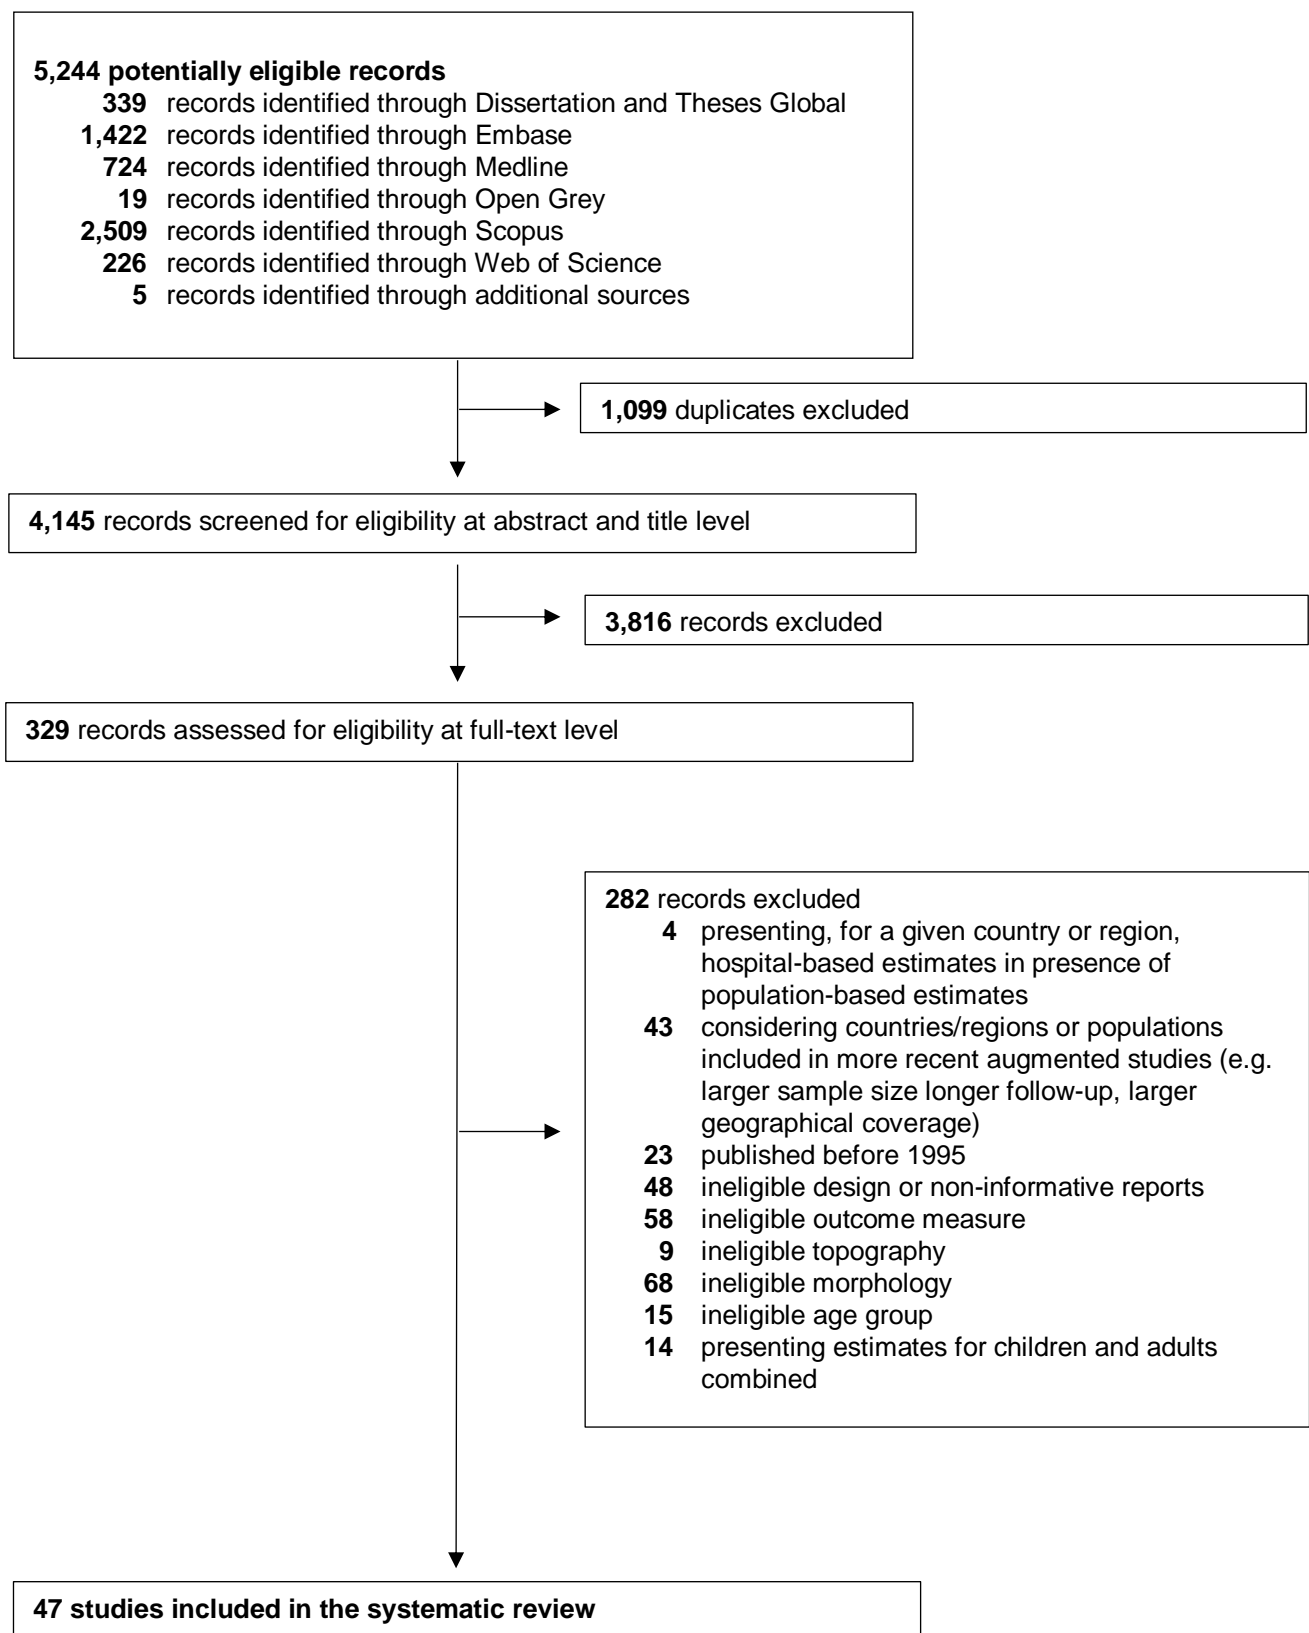 5,244 potentially eligible records
339 records identified through Dissertation and Theses Global
1,422 records identified through Embase
724 records identified through Medline
19 records identified through Open Grey
2,509 records identified through Scopus
226 records identified through Web of Science
5 records identified through additional sources
1,099 duplicates excluded
4,145 records screened for eligibility at abstract and title level
3,816 records excluded
329 records assessed for eligibility at full-text level
282 records excluded
4 presenting, for a given country or region,
hospital-based estimates in presence of
population-based estimates
43 considering countries/regions or populations
included in more recent augmented studies (e.g.
larger sample size longer follow-up, larger
geographical coverage)
23 published before 1995
48 ineligible design or non-informative reports
58 ineligible outcome measure
9 ineligible topography
68 ineligible morphology
15 ineligible age group
14 presenting estimates for children and adults
combined
47 studies included in the systematic review